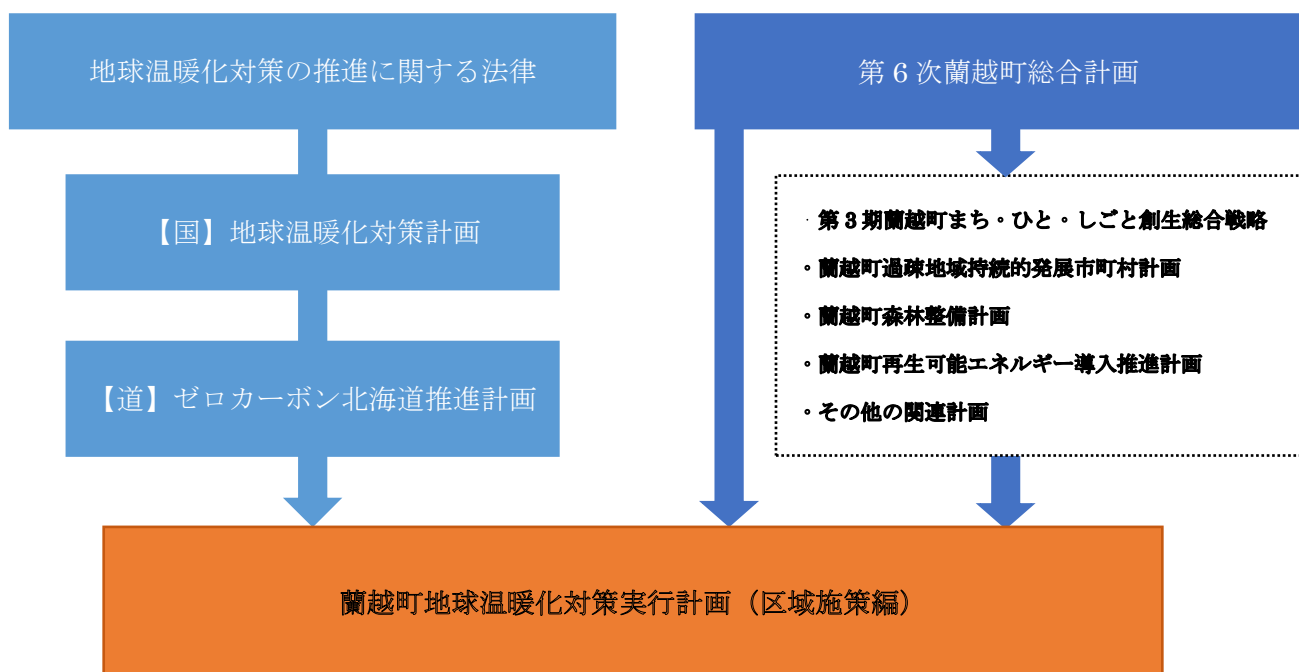 地球温暖化対策の推進に関する法律
【国】地球温暖化対策計画
【道】ゼロカーボン北海道推進計画
第6次蘭越町総合計画
・第3期蘭越町まち・ひと・しごと創生総合戦略
・蘭越町過疎地域持続的発展市町村計画
・蘭越町森林整備計画
・蘭越町再生可能エネルギー導入推進計画
・その他の関連計画
蘭越町地球温暖化対策実行計画（区域施策編）